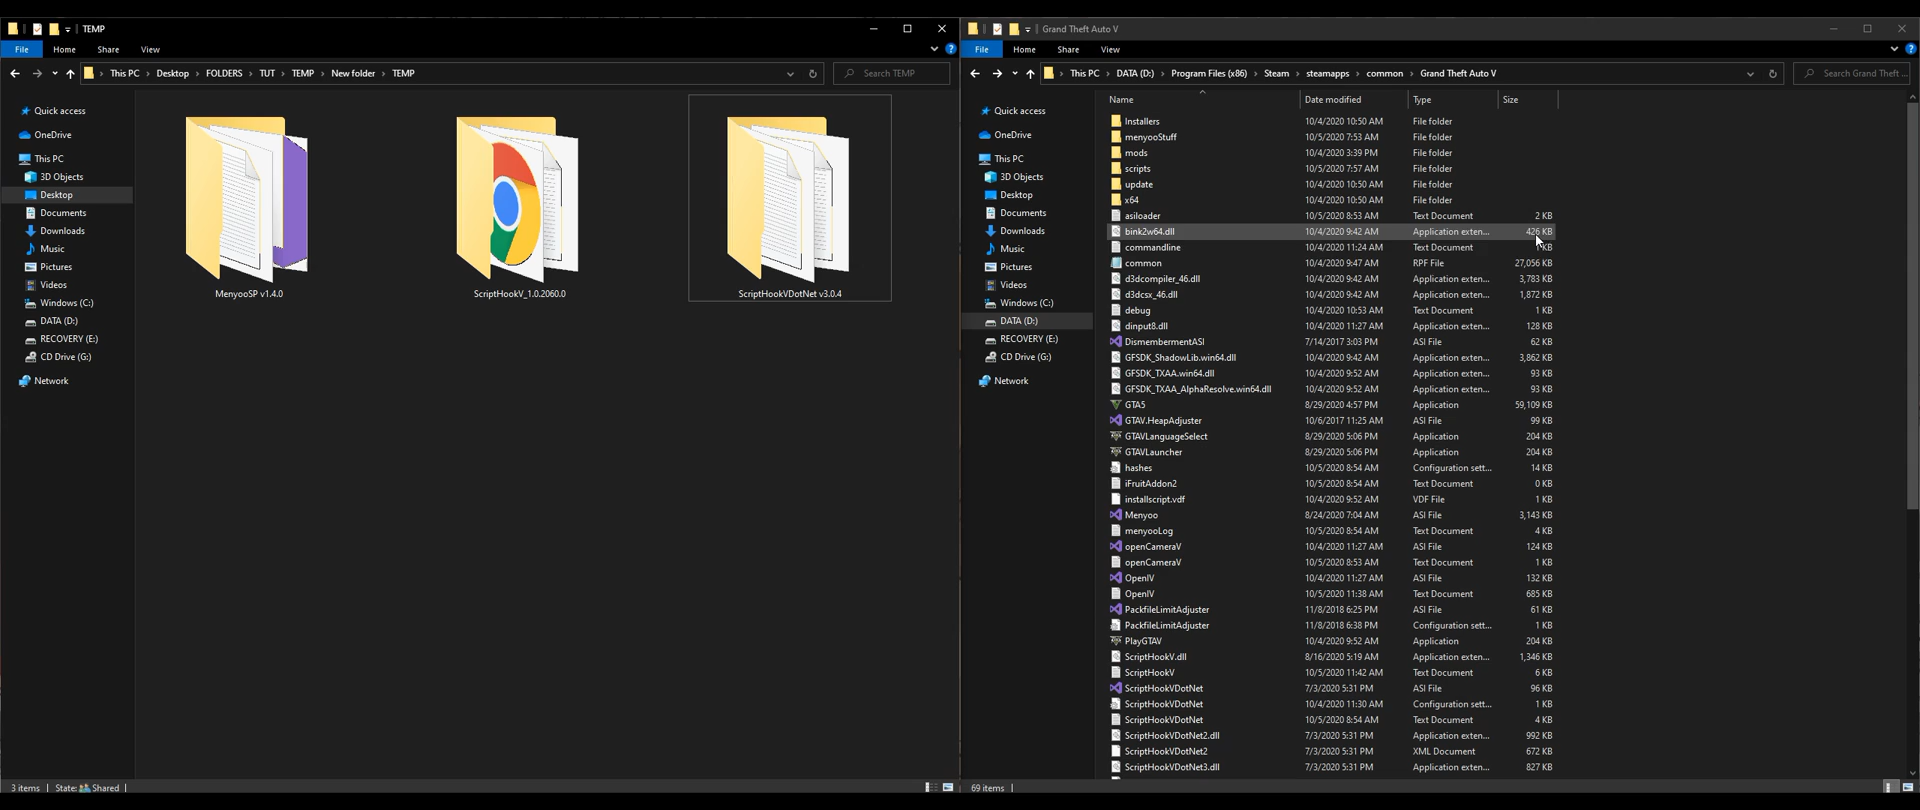 TEMP
File Home Share View
This PC > Desktop > FOLDERS > TUT > TEMP > New folder > TEMP
Search TEMP
Quick access
OneDrive
This PC
3D Objects
Desktop
Documents
Downloads
Music
Pictures
Videos
Windows (C:)
DATA (D:)
RECOVERY (E:)
CD Drive (G:)
Network
MenyooSP v1.4.0
ScriptHookV_1.0.2060.0
ScriptHookVDotNet v3.0.4
3 items State: Shared
Grand Theft Auto V
File Home Share View
This PC > DATA (D:) > Program Files (x86) > Steam > steamapps > common > Grand Theft Auto V
Search Grand Theft ...
Quick access
OneDrive
This PC
3D Objects
Desktop
Documents
Downloads
Music
Pictures
Videos
Windows (C:)
DATA (D:)
RECOVERY (E:)
CD Drive (G:)
Network
Name Date modified Type Size
Installers 10/4/2020 10:50 AM File folder
menyooStuff 10/5/2020 7:53 AM File folder
mods 10/4/2020 3:39 PM File folder
scripts 10/5/2020 7:57 AM File folder
update 10/4/2020 10:50 AM File folder
x64 10/4/2020 10:50 AM File folder
asiloader 10/5/2020 8:53 AM Text Document 2 KB
bink2w64.dll 10/4/2020 9:42 AM Application exten... 426 KB
commandline 10/4/2020 11:24 AM Text Document 1 KB
common 10/4/2020 9:47 AM RPF File 27,056 KB
d3dcompiler_46.dll 10/4/2020 9:42 AM Application exten... 3,783 KB
d3dcsx_46.dll 10/4/2020 9:42 AM Application exten... 1,872 KB
debug 10/4/2020 10:53 AM Text Document 1 KB
dinput8.dll 10/4/2020 11:27 AM Application exten... 128 KB
DismembermentASI 7/14/2017 3:03 PM ASI File 62 KB
GFSDK_ShadowLib.win64.dll 10/4/2020 9:42 AM Application exten... 3,862 KB
GFSDK_TXAA.win64.dll 10/4/2020 9:52 AM Application exten... 93 KB
GFSDK_TXAA_AlphaResolve.win64.dll 10/4/2020 9:52 AM Application exten... 93 KB
GTA5 8/29/2020 4:57 PM Application 59,109 KB
GTAV.HeapAdjuster 10/6/2017 11:25 AM ASI File 99 KB
GTAVLanguageSelect 8/29/2020 5:06 PM Application 204 KB
GTAVLauncher 8/29/2020 5:06 PM Application 204 KB
hashes 10/5/2020 8:54 AM Configuration sett... 14 KB
iFruitAddon2 10/5/2020 8:54 AM Text Document 0 KB
installscript.vdf 10/4/2020 9:52 AM VDF File 1 KB
Menyoo 8/24/2020 7:04 AM ASI File 3,143 KB
menyooLog 10/5/2020 8:54 AM Text Document 4 KB
openCameraV 10/4/2020 11:27 AM ASI File 124 KB
openCameraV 10/5/2020 8:53 AM Text Document 1 KB
OpenIV 10/4/2020 11:27 AM ASI File 132 KB
OpenIV 10/5/2020 11:38 AM Text Document 685 KB
PackfileLimitAdjuster 11/8/2018 6:25 PM ASI File 61 KB
PackfileLimitAdjuster 11/8/2018 6:38 PM Configuration sett... 1 KB
PlayGTAV 10/4/2020 9:52 AM Application 204 KB
ScriptHookV.dll 8/16/2020 5:19 AM Application exten... 1,346 KB
ScriptHookV 10/5/2020 11:42 AM Text Document 6 KB
ScriptHookVDotNet 7/3/2020 5:31 PM ASI File 96 KB
ScriptHookVDotNet 10/4/2020 11:30 AM Configuration sett... 1 KB
ScriptHookVDotNet 10/5/2020 8:54 AM Text Document 4 KB
ScriptHookVDotNet2.dll 7/3/2020 5:31 PM Application exten... 992 KB
ScriptHookVDotNet2 7/3/2020 5:31 PM XML Document 672 KB
ScriptHookVDotNet3.dll 7/3/2020 5:31 PM Application exten... 827 KB
69 items